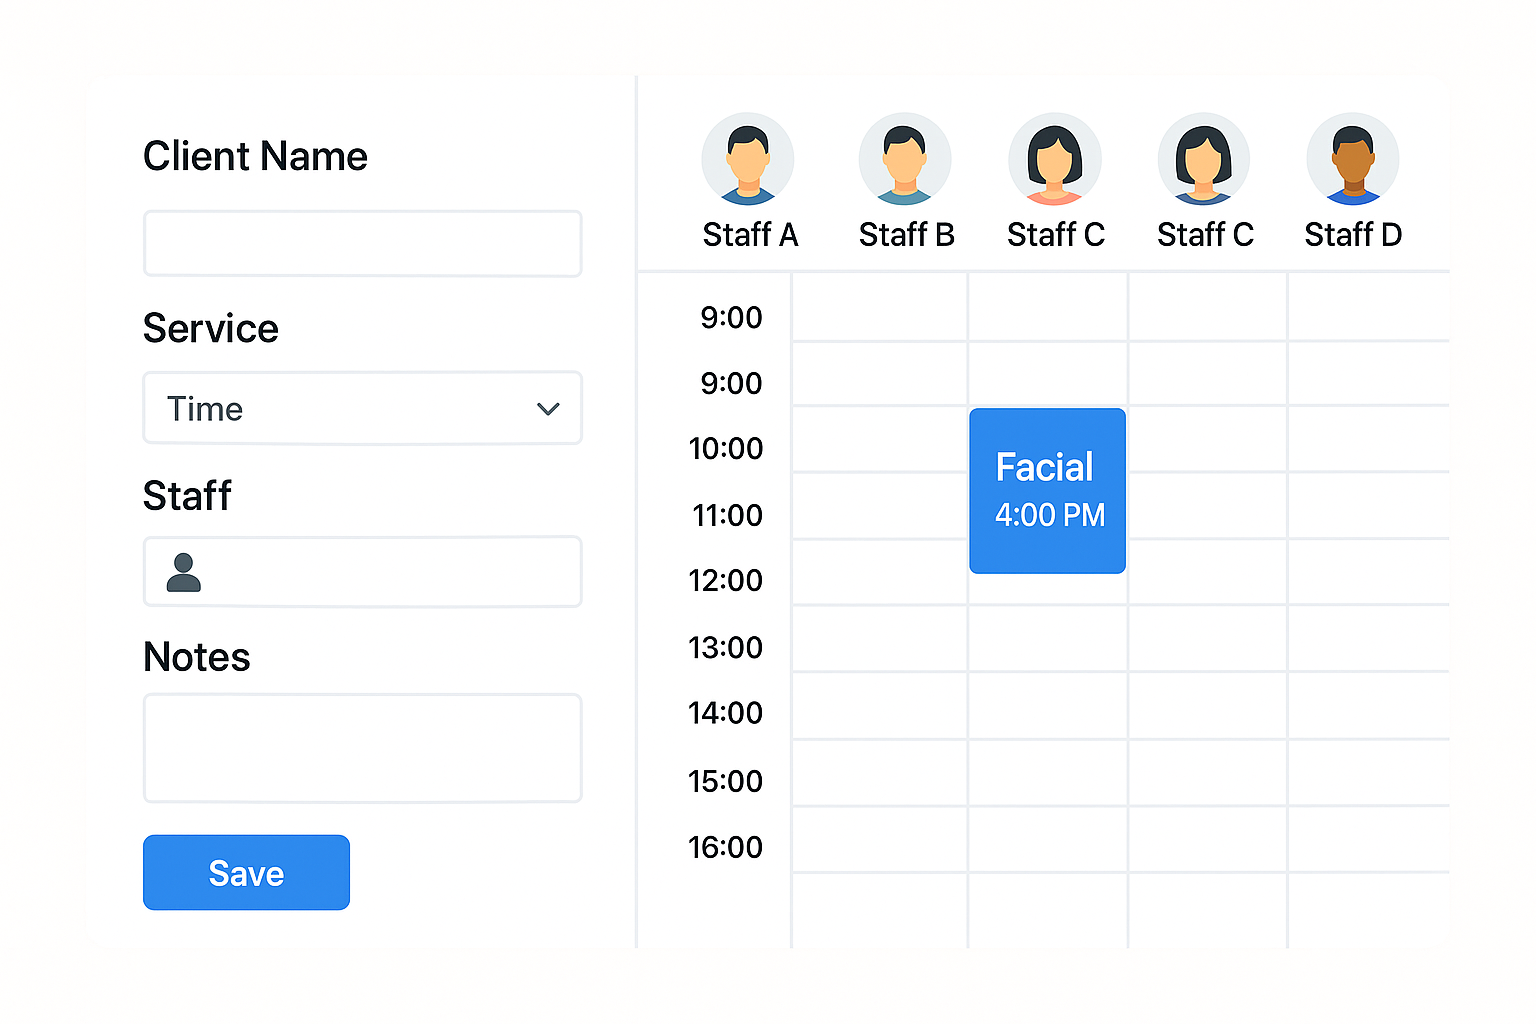 Client Name
Service
Time
Staff
Notes
Save
Staff A Staff B Staff C Staff C Staff D
9:00
9:00
10:00
Facial
11:00
4:00 PM
12:00
13:00
14:00
15:00
16:00